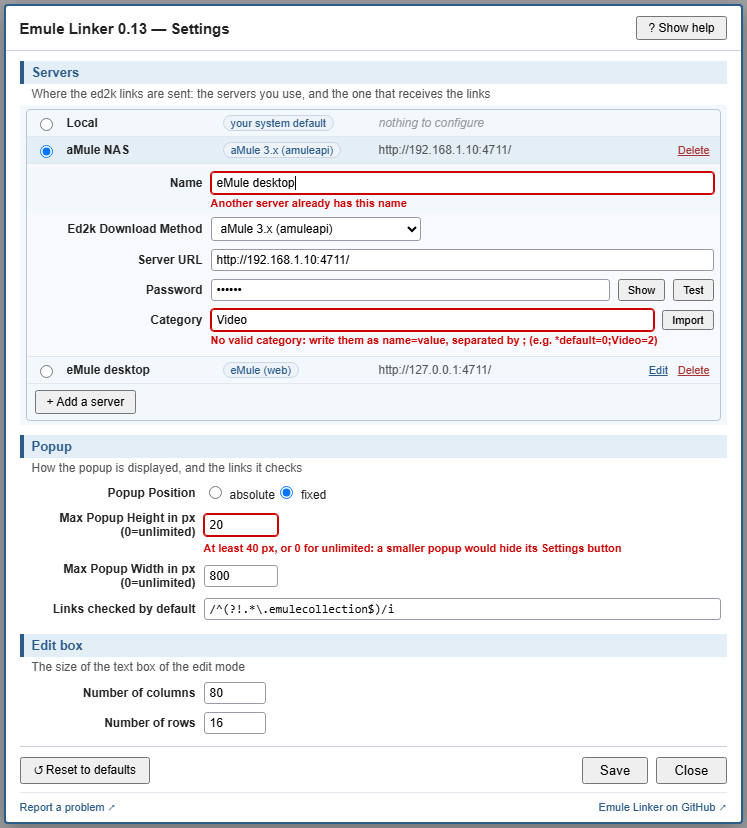 Emule Linker 0.13 — Settings
? Show help
Servers
Where the ed2k links are sent: the servers you use, and the one that receives the links
Local your system default nothing to configure
aMule NAS aMule 3.x (amuleapi) http://192.168.1.10:4711/ Delete
Name eMule desktop
Another server already has this name
Ed2k Download Method aMule 3.x (amuleapi)
Server URL http://192.168.1.10:4711/
Password •••••• Show Test
Category Video Import
No valid category: write them as name=value, separated by ; (e.g. *default=0;Video=2)
eMule desktop eMule (web) http://127.0.0.1:4711/ Edit Delete
+ Add a server
Popup
How the popup is displayed, and the links it checks
Popup Position absolute fixed
Max Popup Height in px
(0=unlimited) 20
At least 40 px, or 0 for unlimited: a smaller popup would hide its Settings button
Max Popup Width in px
(0=unlimited) 800
Links checked by default /^(?!.*\.emulecollection$)/i
Edit box
The size of the text box of the edit mode
Number of columns 80
Number of rows 16
↺ Reset to defaults Save Close
Report a problem ↗ Emule Linker on GitHub ↗